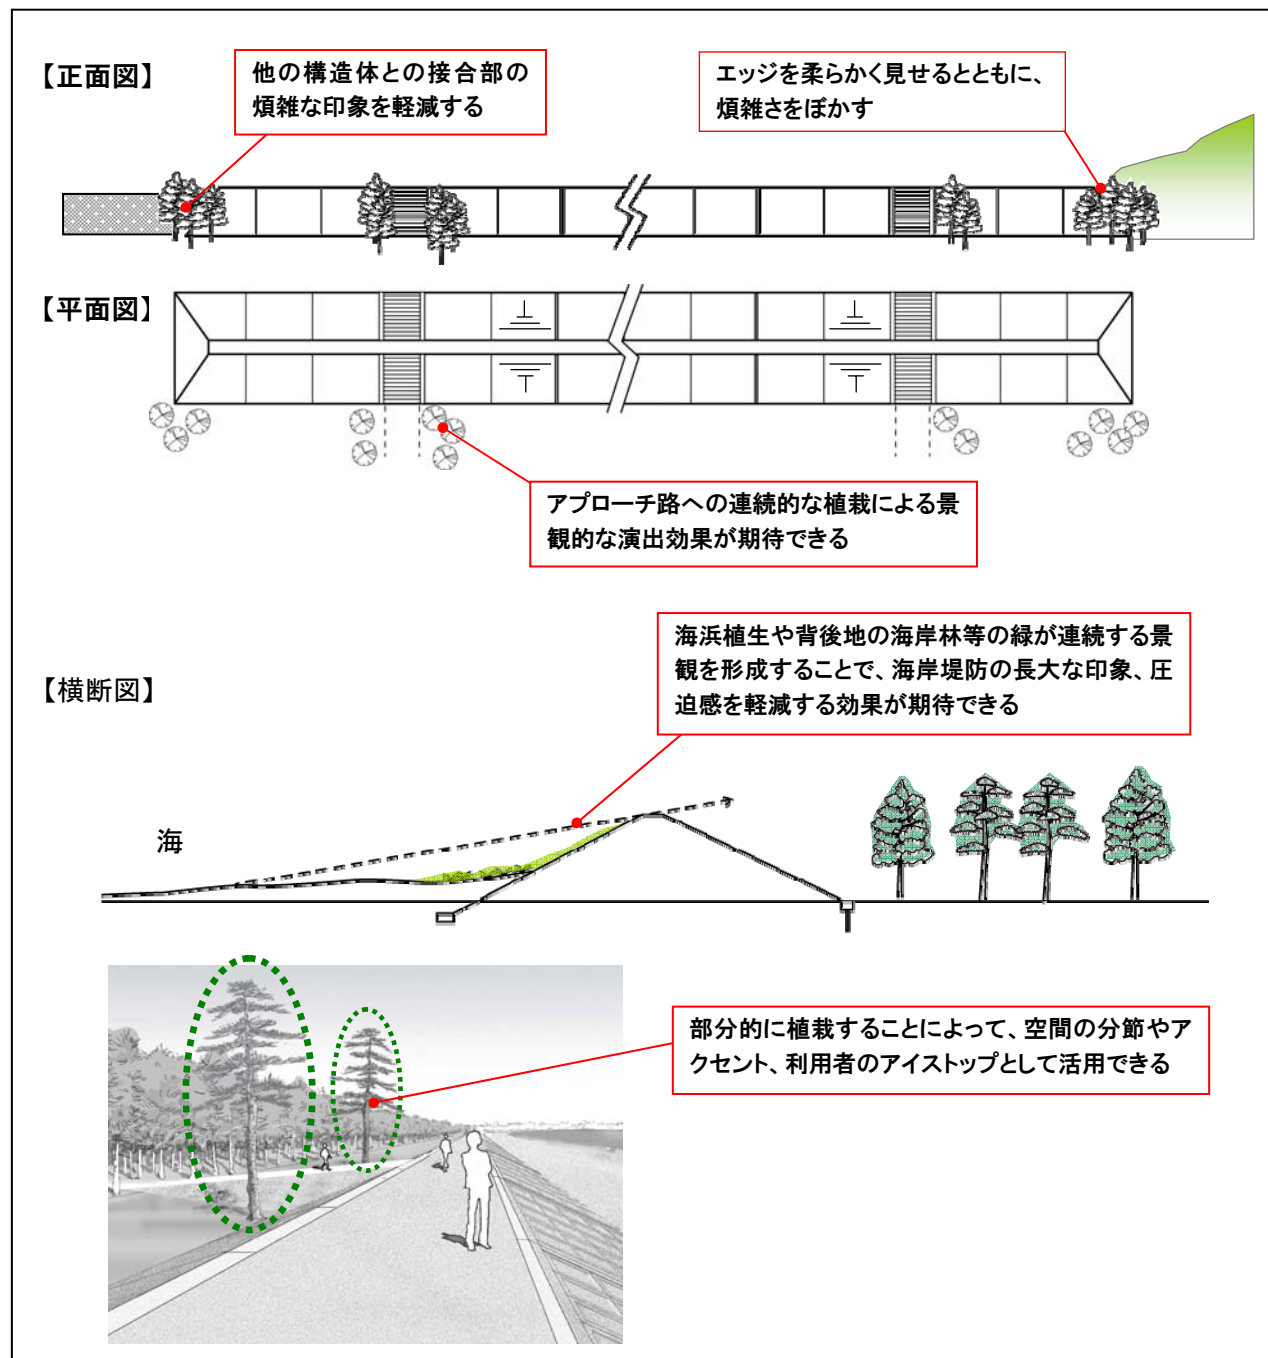 【正面図】
他の構造体との接合部の
煩雑な印象を軽減する
エッジを柔らかく見せるとともに、
煩雑さをぼかす
【平面図】
アプローチ路への連続的な植栽による景
観的な演出効果が期待できる
海浜植生や背後地の海岸林等の緑が連続する景
観を形成することで、海岸堤防の長大な印象、圧
迫感を軽減する効果が期待できる
【横断図】
海
部分的に植栽することによって、空間の分節やア
クセント、利用者のアイストップとして活用できる